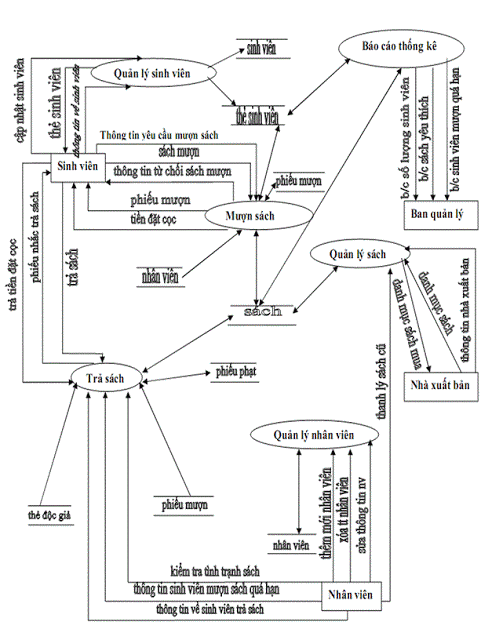 sinh viên
Quản lý sinh viên
Báo cáo thống kê
thẻ sinh viên
cập nhật sinh viên
thẻ sinh viên
thông tin về sinh viên
Thông tin yêu cầu mượn sách
sách mượn
Sinh viên
thông tin từ chối sách mượn
phiếu mượn
phiếu mượn
tiền đặt cọc
Mượn sách
b/c số lượng sinh viên
b/c sách yêu thích
b/c sinh viên mượn quá hạn
Ban quản lý
trả tiền đặt cọc
phiếu nhắc trả sách
trả sách
nhân viên
Quản lý sách
sách
danh mục sách
danh mục sách mua
thông tin nhà xuất bản
Nhà xuất bản
thanh lý sách cũ
Trả sách
phiếu phạt
Quản lý nhân viên
thẻ độc giả
phiếu mượn
nhân viên
thêm mới nhân viên
xóa tt nhân viên
sửa thông tin nv
kiểm tra tình trạnh sách
thông tin sinh viên mượn sách quá hạn
thông tin về sinh viên trả sách
Nhân viên